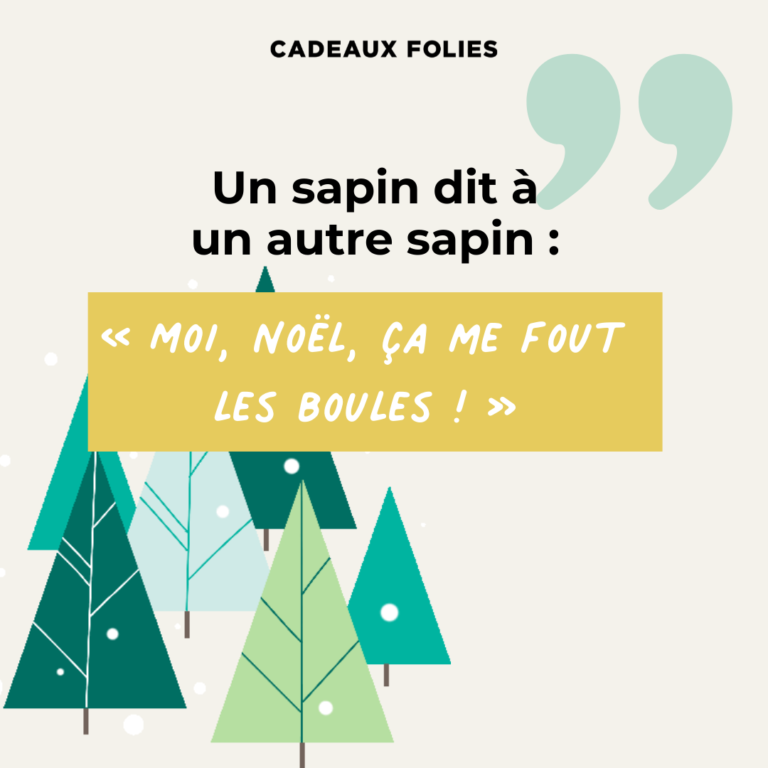 CADEAUX FOLIES
Un sapin dit à
un autre sapin :
« MOI, NOËL, ÇA ME FOUT
LES BOULES ! »